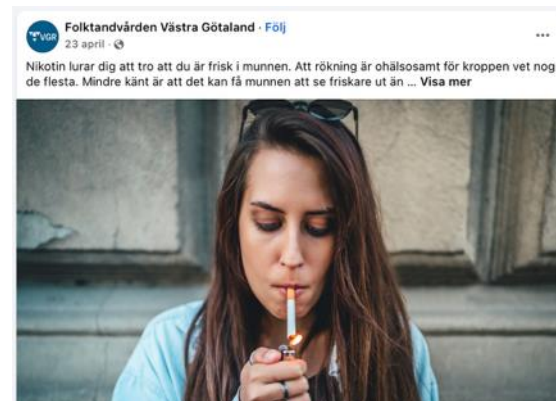 Folktandvården Västra Götaland · Följ
VGR
23 april ·
Nikotin lurar dig att tro att du är frisk i munnen. Att rökning är ohälsosamt för kroppen vet nog
de flesta. Mindre känt är att det kan få munnen att se friskare ut än ... Visa mer